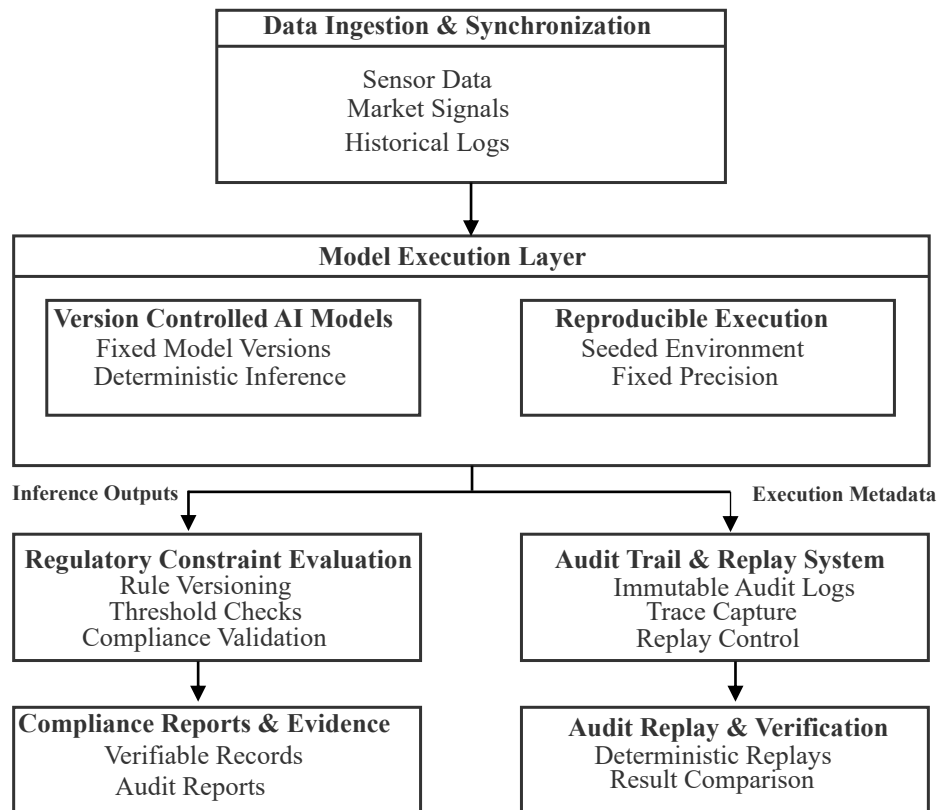 Data Ingestion & Synchronization
Sensor Data
Market Signals
Historical Logs
Model Execution Layer
Version Controlled AI Models
Fixed Model Versions
Deterministic Inference
Reproducible Execution
Seeded Environment
Fixed Precision
Inference Outputs
Execution Metadata
Regulatory Constraint Evaluation
Rule Versioning
Threshold Checks
Compliance Validation
Audit Trail & Replay System
Immutable Audit Logs
Trace Capture
Replay Control
Compliance Reports & Evidence
Verifiable Records
Audit Reports
Audit Replay & Verification
Deterministic Replays
Result Comparison